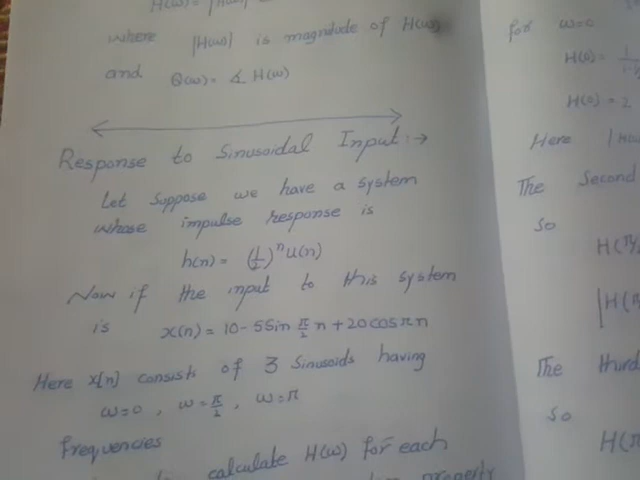 H(ω) =
where |H(ω)| is magnitude of H(ω)
and θ(ω) = ∡ H(ω)
Response to Sinusoidal Input :→
Let Suppose we have a system
whose impulse response is
h(n) = (1/2)^n u(n)
Now if the input to this system
is x(n) = 10 - 5 Sin π/2 n + 20 cos πn
Here x[n] consists of 3 Sinusoids having
ω=0 , ω=π/2 , ω=π
frequencies
calculate H(ω) for each
property
for ω=0
H(0) =
H(0) = 2
Here
The Second
So
H(π/
|H(π
The third
So
H(π